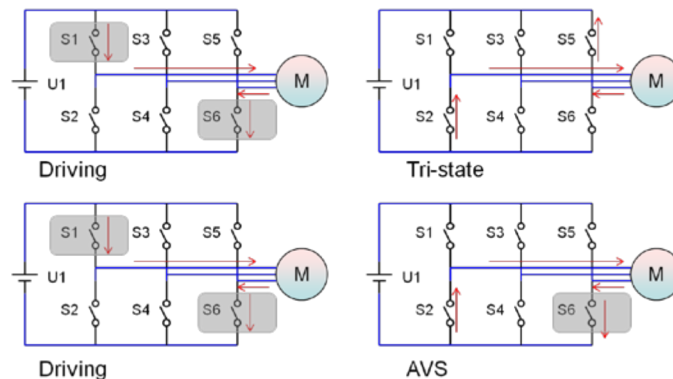 S1 S3 S5
U1 M
S2 S4 S6
Driving
S1 S3 S5
U1 M
S2 S4 S6
Tri-state
S1 S3 S5
U1 M
S2 S4 S6
Driving
S1 S3 S5
U1 M
S2 S4 S6
AVS